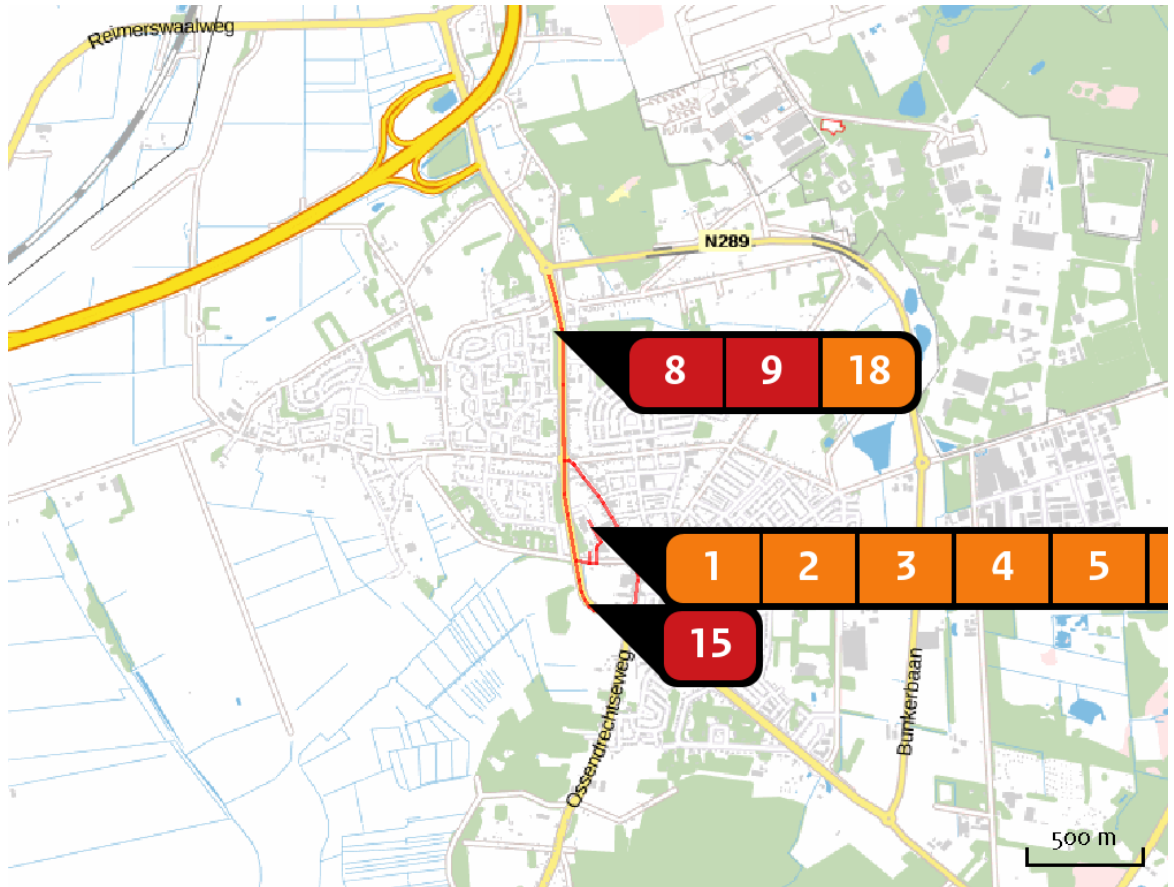 Reimerswaalweg
N289
8 9 18
1 2 3 4 5
15
Ossendrechtseweg
Bunkerbaan
500 m